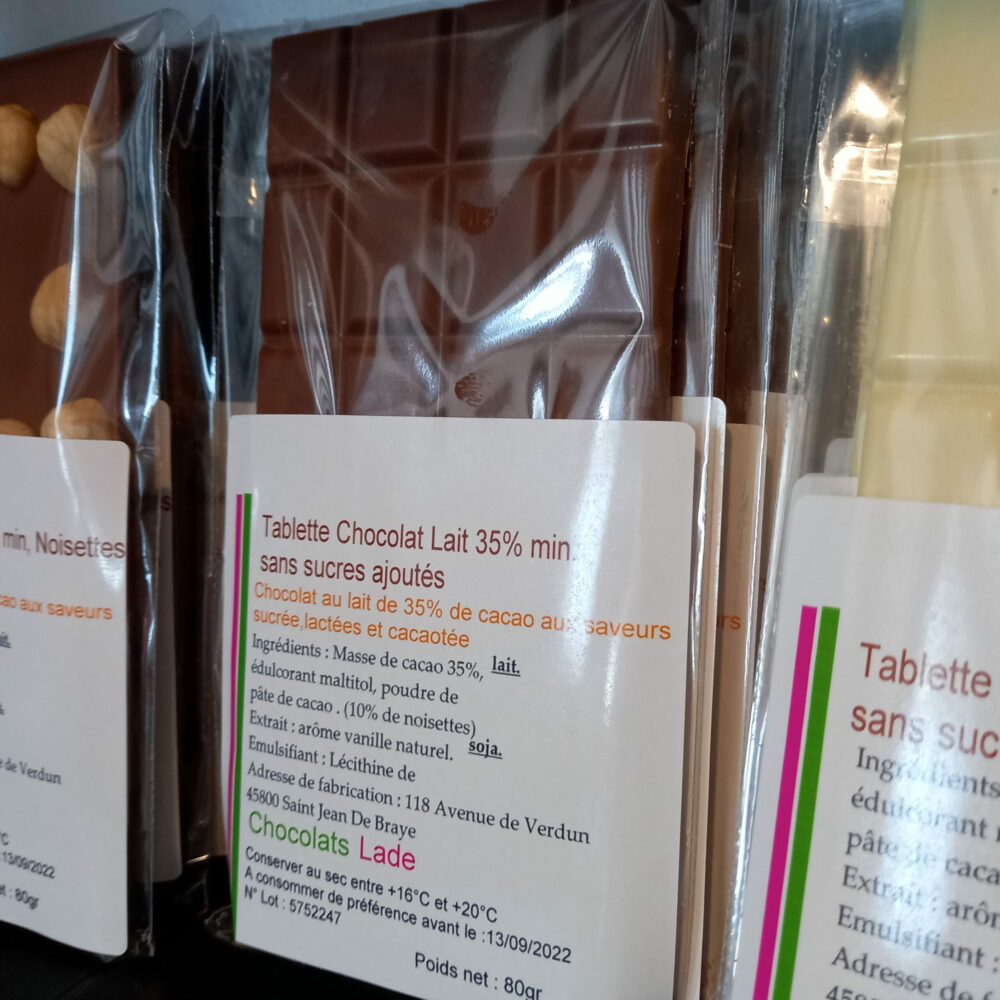 min, Noisettes
cao aux saveurs
de Verdun
13/09/2022
80gr
Tablette Chocolat Lait 35% min.
sans sucres ajoutés
Chocolat au lait de 35% de cacao aux saveurs
sucrée,lactées et cacaotée
Ingrédients : Masse de cacao 35%, lait.
édulcorant maltitol, poudre de
pâte de cacao . (10% de noisettes)
Extrait : arôme vanille naturel. soja.
Emulsifiant : Lécithine de
Adresse de fabrication : 118 Avenue de Verdun
45800 Saint Jean De Braye
Chocolats Lade
Conserver au sec entre +16°C et +20°C
A consommer de préférence avant le :13/09/2022
N° Lot : 5752247
Poids net : 80gr
Tablette
sans suc
Ingrédients
édulcorant
pâte de caca
Extrait : arôm
Emulsifiant :
Adresse de